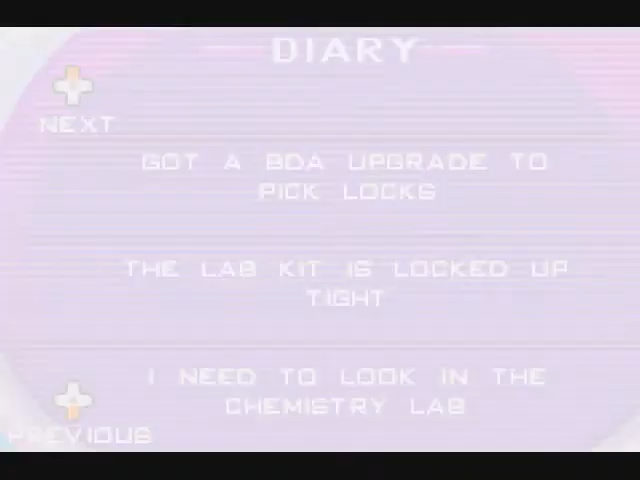 DIARY
NEXT
GOT A BDA UPGRADE TO
PICK LOCKS
THE LAB KIT IS LOCKED UP
TIGHT
I NEED TO LOOK IN THE
CHEMISTRY LAB
PREVIOUS